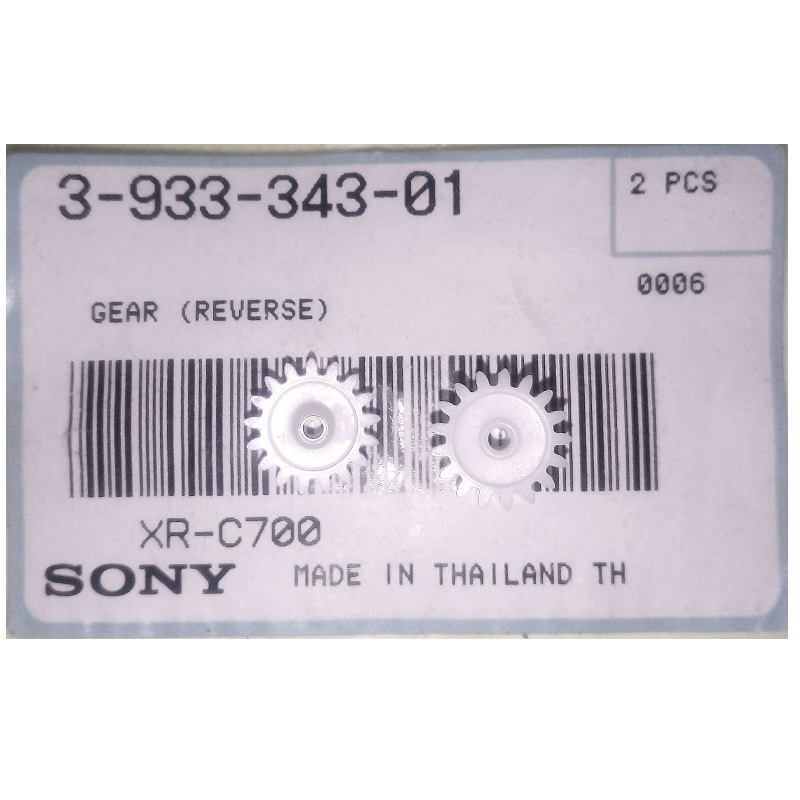 3-933-343-01
2 PCS
0006
GEAR (REVERSE)
XR-C700
SONY MADE IN THAILAND TH